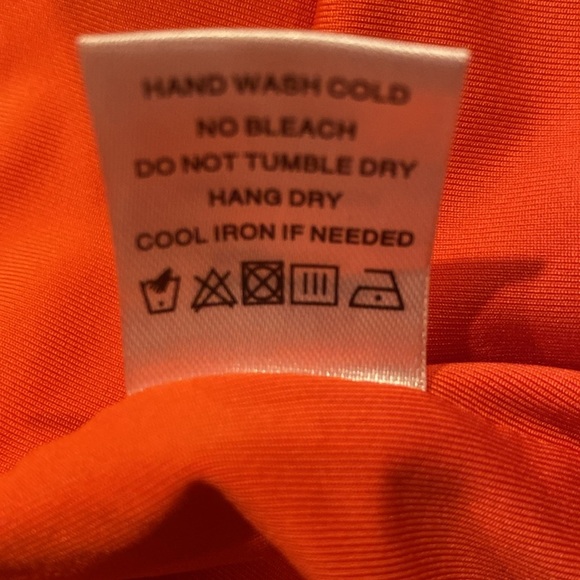 HAND WASH COLD
NO BLEACH
DO NOT TUMBLE DRY
HANG DRY
COOL IRON IF NEEDED